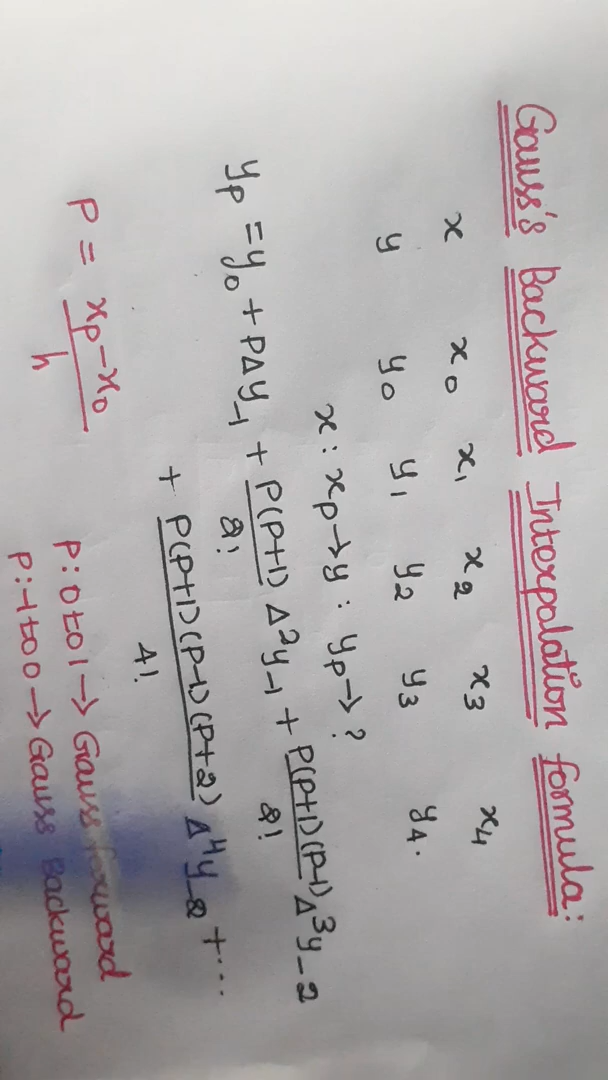 Gauss's Backward Interpolation formula:
x x₀ x₁ x₂ x₃ x₄
y y₀ y₁ y₂ y₃ y₄.
x : xₚ → y : yₚ → ?
yₚ = y₀ + PΔy₋₁ + P(P+1)/2! Δ²y₋₁ + P(P+1)(P-1)/2! Δ³y₋₂
+ P(P+1)(P-1)(P+2)/4! Δ⁴y₋₂ + ...
P = xₚ - x₀/h
P: 0 to 1 → Gauss forward
P: -1 to 0 → Gauss Backward